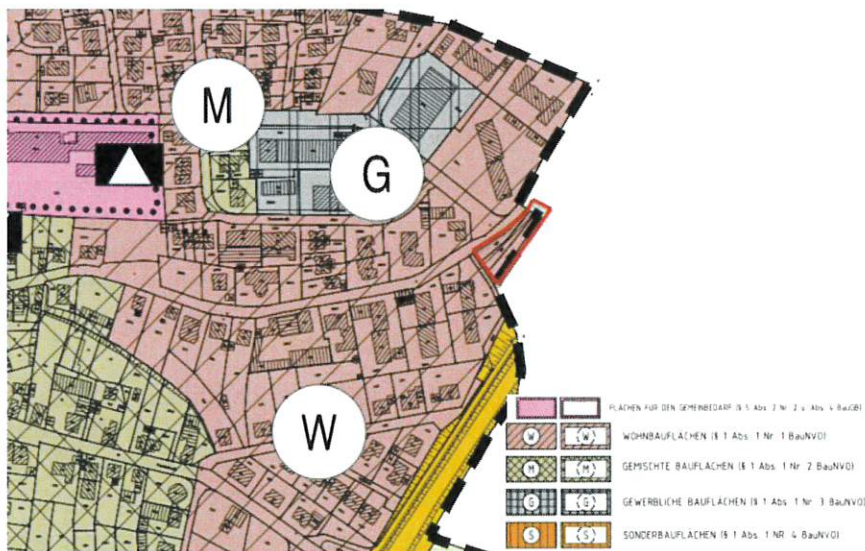 M
G
W
FLÄCHEN FÜR DEN GEMEINBEDARF (§ 5 Abs. 2 Nr. 2 u. Abs. 4 BauGB)
W (W) WOHNBAUFLÄCHEN (§ 1 Abs. 1 Nr. 1 BauNVO)
M (M) GEMISCHTE BAUFLÄCHEN (§ 1 Abs. 1 Nr. 2 BauNVO)
G (G) GEWERBLICHE BAUFLÄCHEN (§ 1 Abs. 1 Nr. 3 BauNVO)
S (S) SONDERBAUFLÄCHEN (§ 1 Abs. 1 NR. 4 BauNVO)